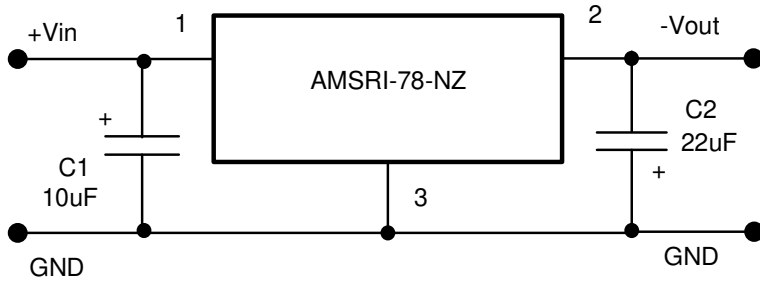 +Vin
1
2
-Vout
AMSRI-78-NZ
+
C1
10uF
C2
22uF
+
3
GND
GND